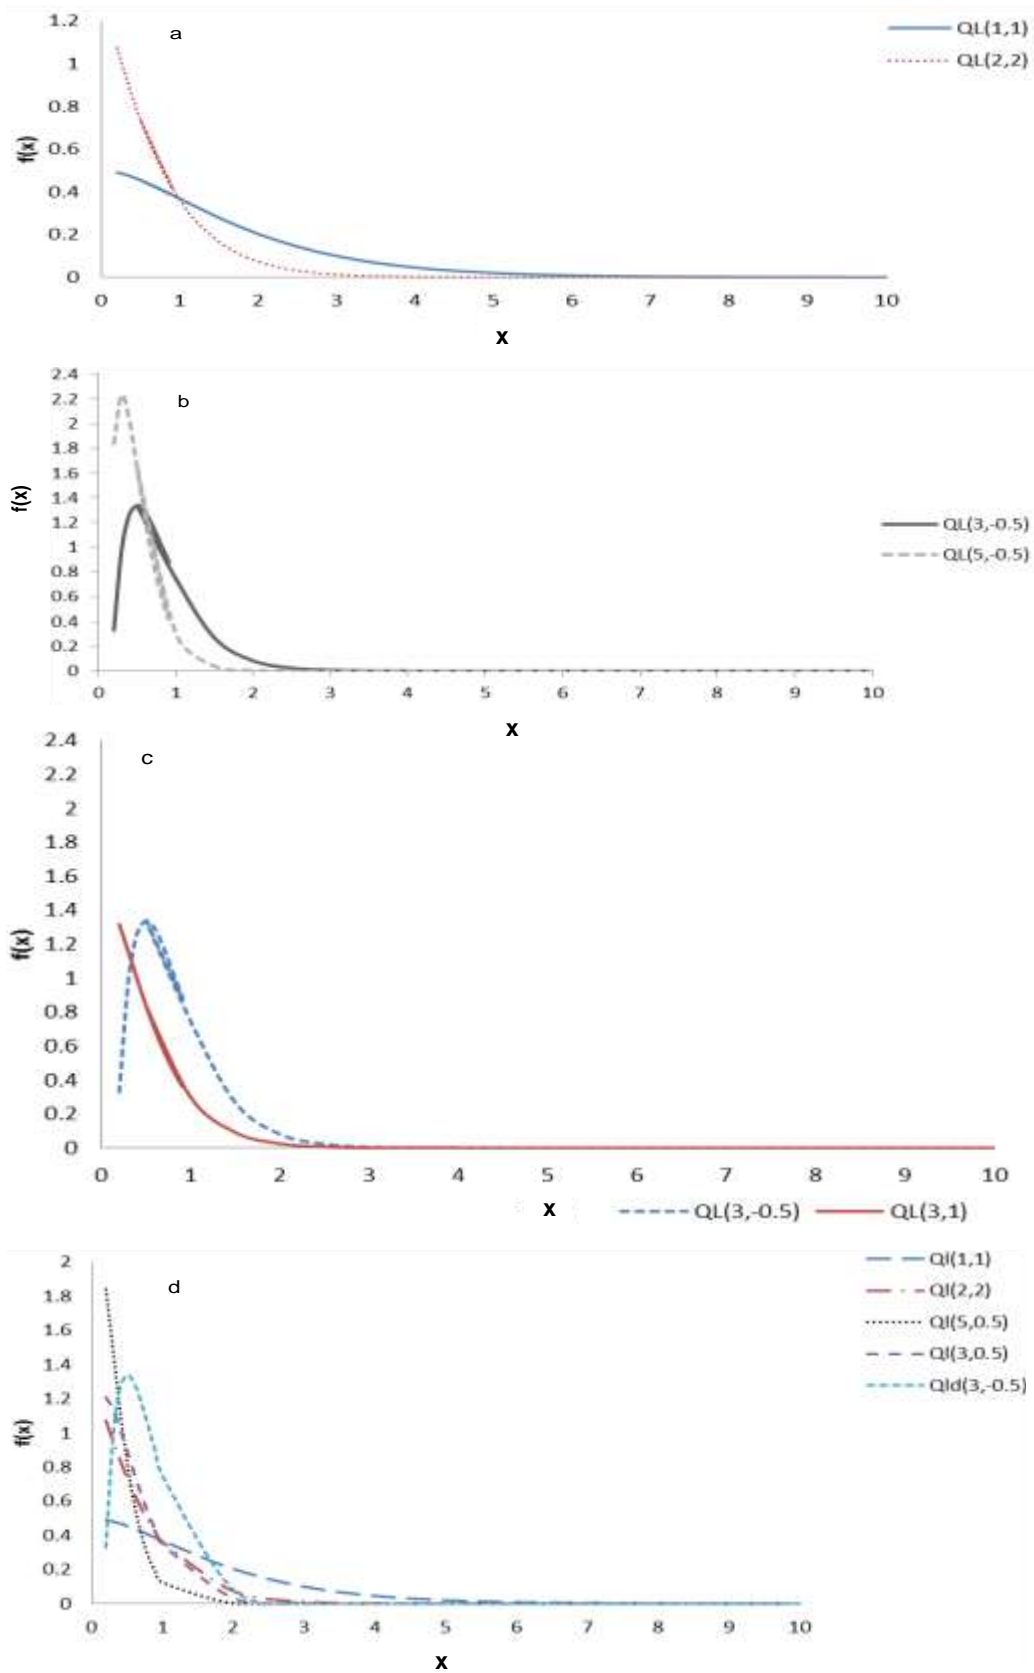 a
QL(1,1)
QL(2,2)
1.2
1
0.8
0.6
0.4
0.2
0
f(x)
0 1 2 3 4 5 6 7 8 9 10
x
b
2.4
2.2
2
1.8
1.6
1.4
1.2
1
0.8
0.6
0.4
0.2
0
f(x)
QL(3,-0.5)
QL(5,-0.5)
0 1 2 3 4 5 6 7 8 9 10
x
c
2.4
2.2
2
1.8
1.6
1.4
1.2
1
0.8
0.6
0.4
0.2
0
f(x)
0 1 2 3 4 5 6 7 8 9 10
x
QL(3,-0.5) QL(3,1)
d
2
1.8
1.6
1.4
1.2
1
0.8
0.6
0.4
0.2
0
f(x)
Ql(1,1)
Ql(2,2)
Ql(5,0.5)
Ql(3,0.5)
Qld(3,-0.5)
0 1 2 3 4 5 6 7 8 9 10
x